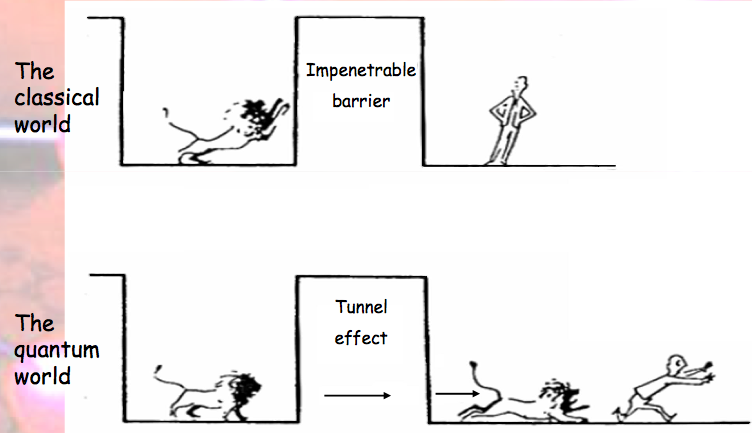 The
classical
world
Impenetrable
barrier
The
quantum
world
Tunnel
effect